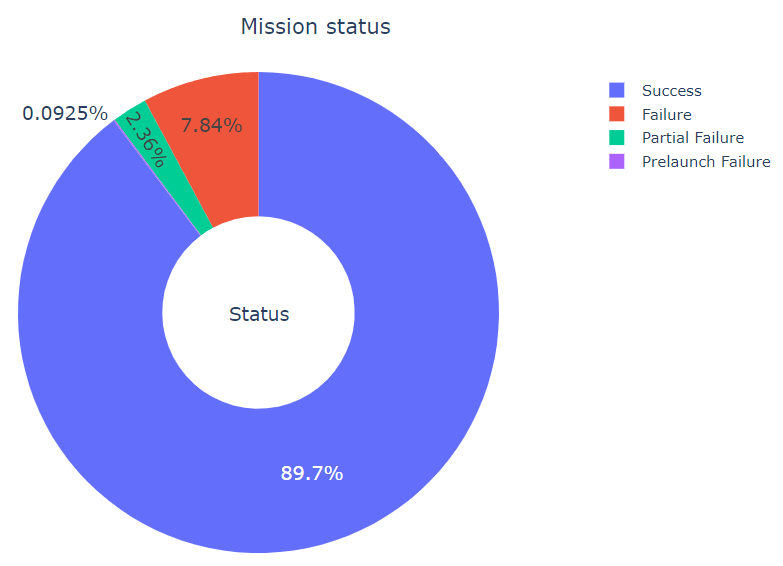 Mission status
Success
Failure
Partial Failure
Prelaunch Failure
0.0925%
2.36%
7.84%
Status
89.7%